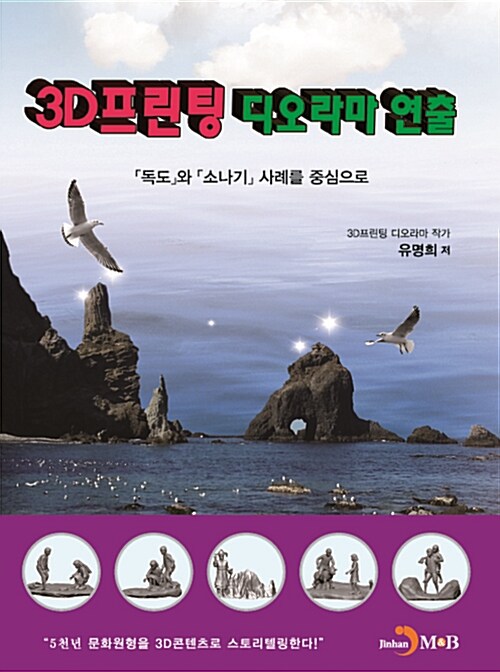 3D프린팅 디오라마 연출
「독도」와 「소나기」 사례를 중심으로
3D프린팅 디오라마 작가
유명희 저
“5천년 문화원형을 3D콘텐츠로 스토리텔링한다!”
Jinhan M&B